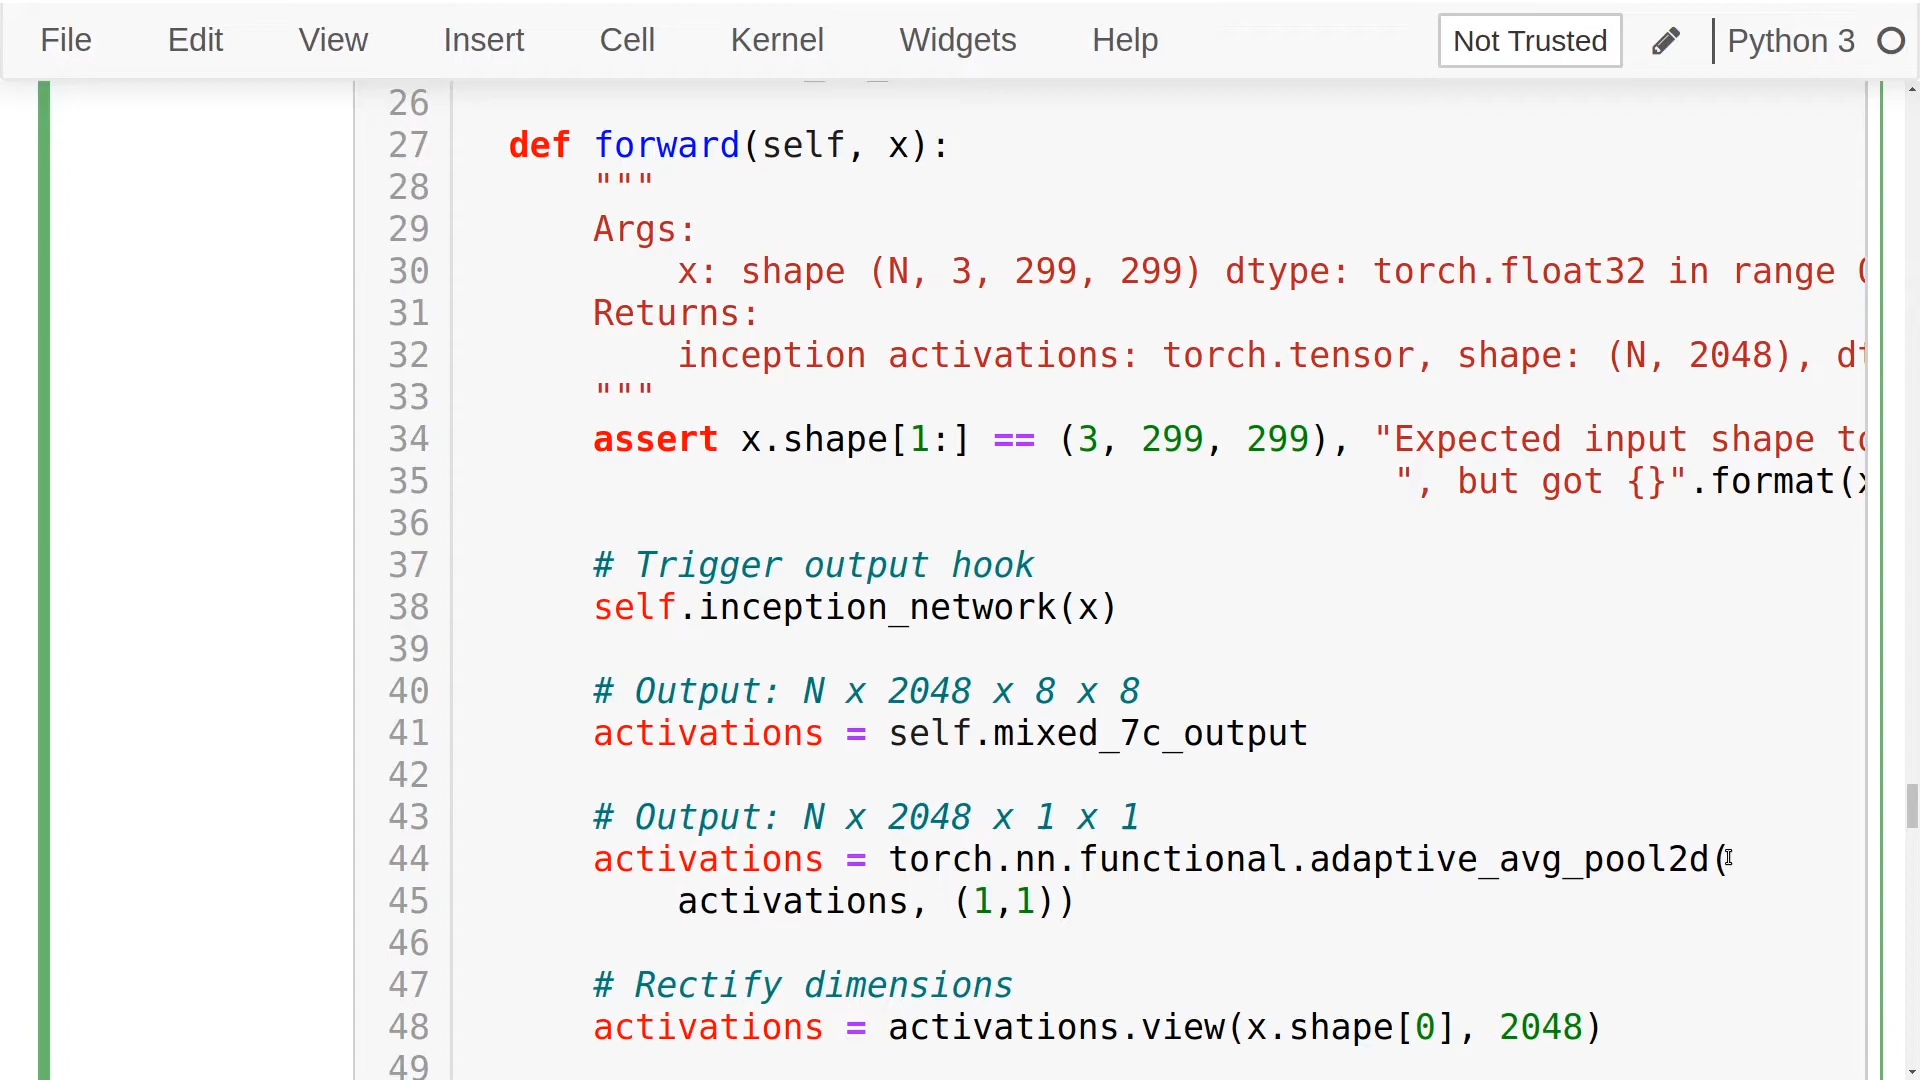 File Edit View Insert Cell Kernel Widgets Help Not Trusted Python 3
26
27 def forward(self, x):
28 """
29 Args:
30 x: shape (N, 3, 299, 299) dtype: torch.float32 in range
31 Returns:
32 inception activations: torch.tensor, shape: (N, 2048),
33 """
34 assert x.shape[1:] == (3, 299, 299), "Expected input shape
35 ", but got {}".format(
36
37 # Trigger output hook
38 self.inception_network(x)
39
40 # Output: N x 2048 x 8 x 8
41 activations = self.mixed_7c_output
42
43 # Output: N x 2048 x 1 x 1
44 activations = torch.nn.functional.adaptive_avg_pool2d(
45 activations, (1,1))
46
47 # Rectify dimensions
48 activations = activations.view(x.shape[0], 2048)
49